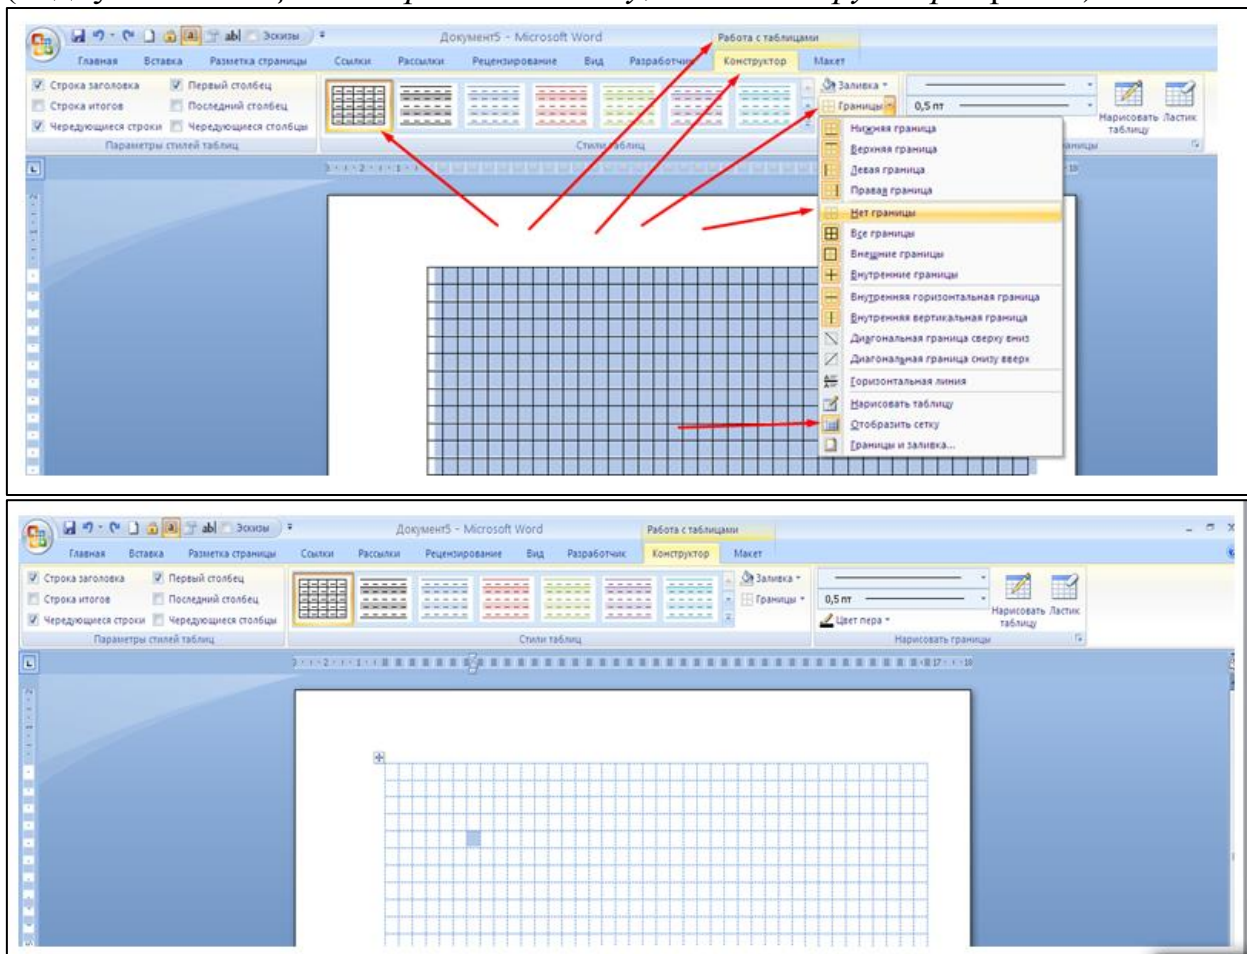 Эскизы
Документ5 - Microsoft Word
Работа с таблицами
Главная Вставка Разметка страницы Ссылки Рассылки Рецензирование Вид Разработчик Конструктор Макет
Строка заголовка Первый столбец
Строка итогов Последний столбец
Чередующиеся строки Чередующиеся столбцы
Параметры стилей таблиц
Стили таблиц
Заливка
Границы
0,5 пт
Нарисовать таблицу
Ластик
Нижняя граница
Верхняя граница
Левая граница
Правая граница
Нет границы
Все границы
Внешние границы
Внутренние границы
Внутренняя горизонтальная граница
Внутренняя вертикальная граница
Диагональная граница сверху вниз
Диагональная граница снизу вверх
Горизонтальная линия
Нарисовать таблицу
Отобразить сетку
Границы и заливка...
Эскизы
Документ5 - Microsoft Word
Работа с таблицами
Главная Вставка Разметка страницы Ссылки Рассылки Рецензирование Вид Разработчик Конструктор Макет
Строка заголовка Первый столбец
Строка итогов Последний столбец
Чередующиеся строки Чередующиеся столбцы
Параметры стилей таблиц
Стили таблиц
Заливка
Границы
0,5 пт
Цвет пера
Нарисовать таблицу
Ластик
Нарисовать границы